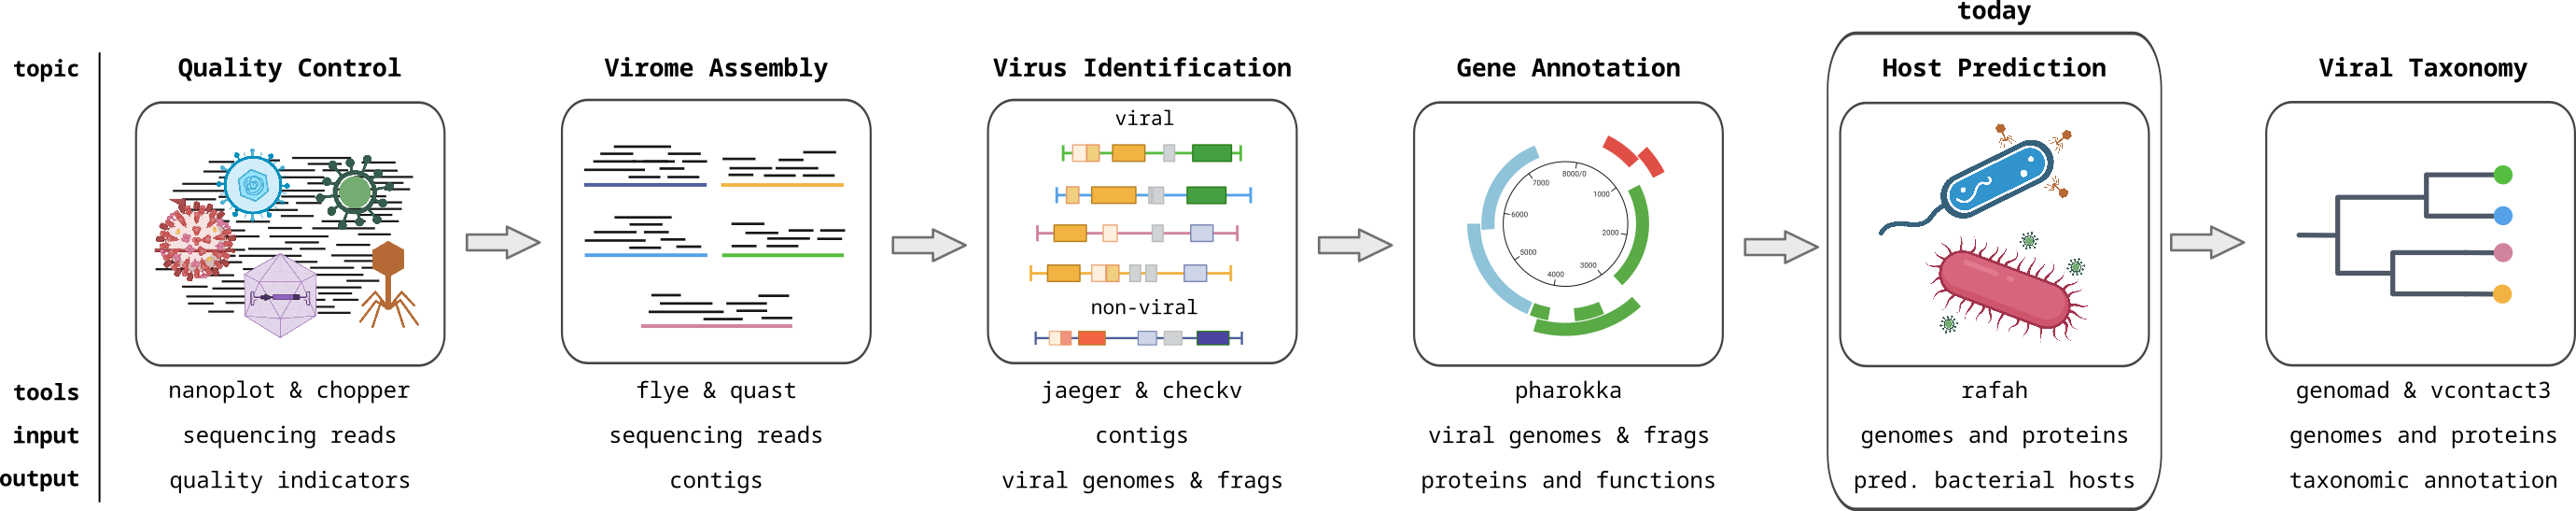 today
topic
Quality Control
Virome Assembly
Virus Identification
Gene Annotation
Host Prediction
Viral Taxonomy
viral
non-viral
8000/0
1000
2000
3000
4000
5000
6000
7000
tools
nanoplot & chopper
flye & quast
jaeger & checkv
pharokka
rafah
genomad & vcontact3
input
sequencing reads
sequencing reads
contigs
viral genomes & frags
genomes and proteins
genomes and proteins
output
quality indicators
contigs
viral genomes & frags
proteins and functions
pred. bacterial hosts
taxonomic annotation